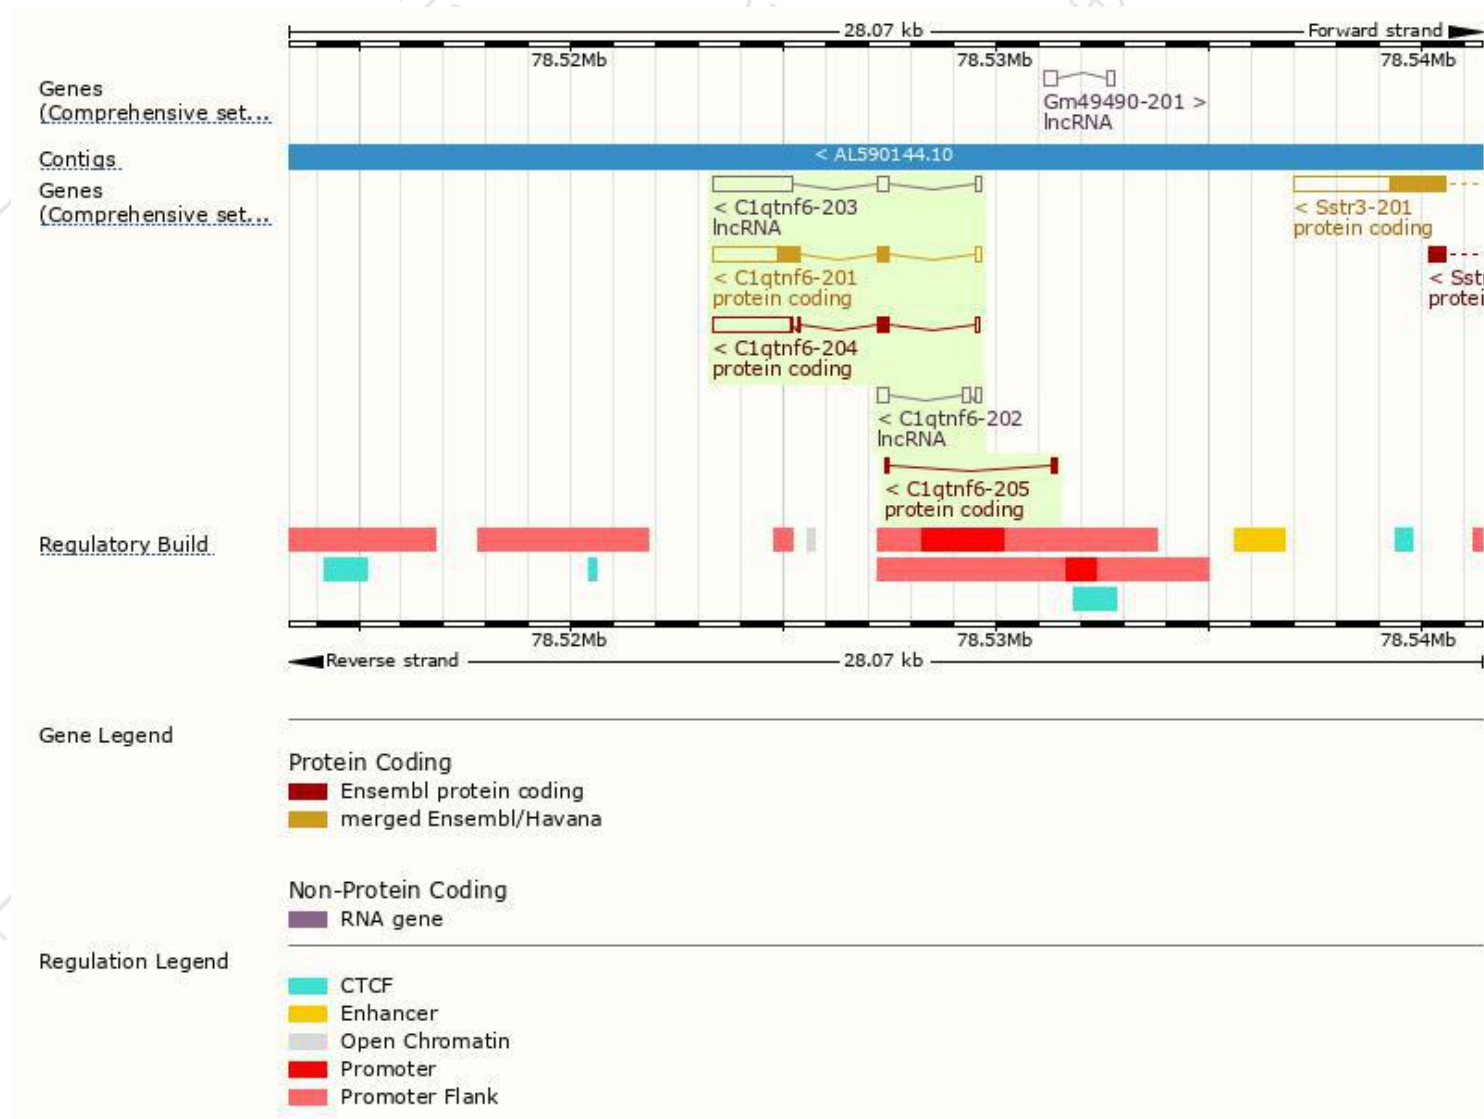 28.07 kb
Forward strand
78.52Mb 78.53Mb 78.54Mb
Genes
(Comprehensive set...
Gm49490-201 >
lncRNA
Contigs
< AL590144.10
Genes
(Comprehensive set...
< C1qtnf6-203
lncRNA
< Sstr3-201
protein coding
< C1qtnf6-201
protein coding
< Sst
protei
< C1qtnf6-204
protein coding
< C1qtnf6-202
lncRNA
< C1qtnf6-205
protein coding
Regulatory Build
78.52Mb 78.53Mb 78.54Mb
Reverse strand
28.07 kb
Gene Legend
Protein Coding
Ensembl protein coding
merged Ensembl/Havana
Non-Protein Coding
RNA gene
Regulation Legend
CTCF
Enhancer
Open Chromatin
Promoter
Promoter Flank